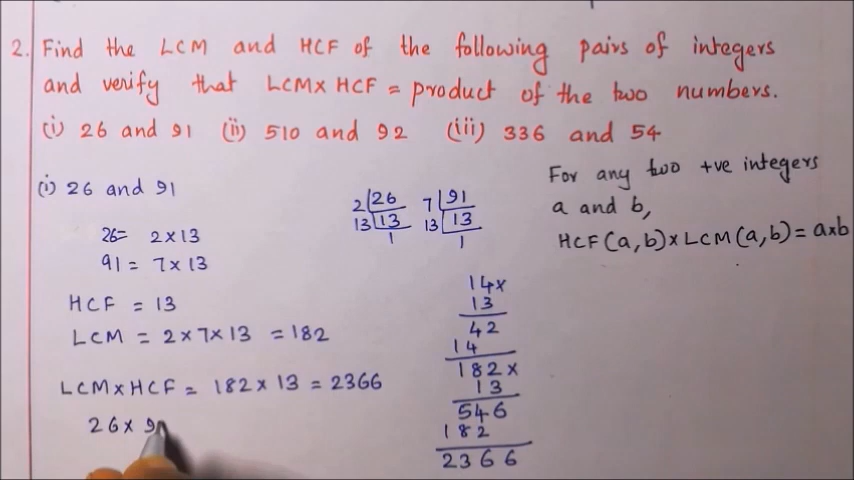 2. Find the LCM and HCF of the following pairs of integers
and verify that LCMX HCF = product of the two numbers.
(i) 26 and 91 (ii) 510 and 92 (iii) 336 and 54
(i) 26 and 91
26= 2 x 13
91 = 7 x 13
HCF = 13
LCM = 2 x 7 x 13 = 182
LCM x HCF = 182 x 13 = 2366
26 x 9
2 26
13 13
1
7 91
13 13
1
14x
13
42
14
182x
13
546
182
2366
For any two +ve integers
a and b,
HCF(a,b) x LCM(a,b) = axb